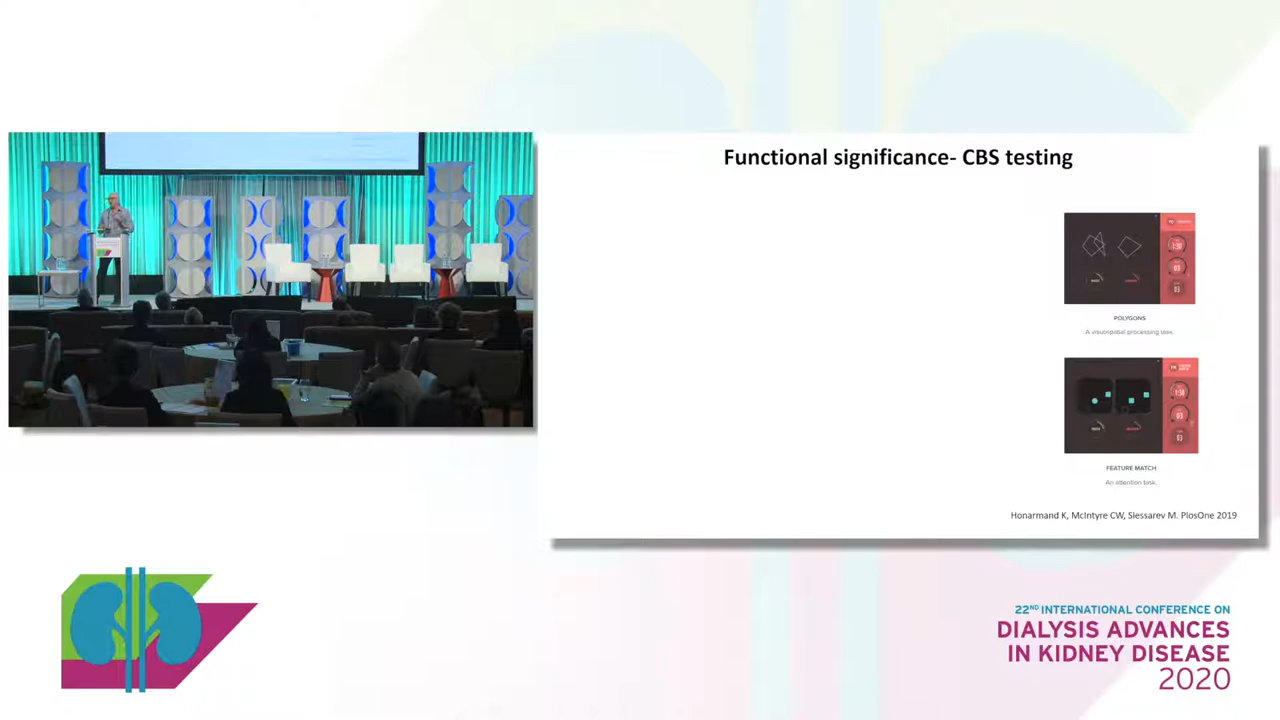 Functional significance- CBS testing
POLYGONS
A visuospatial processing task.
FEATURE MATCH
An attention task.
Honarmand K, McIntyre CW, Slessarev M. PlosOne 2019
22ND INTERNATIONAL CONFERENCE ON
DIALYSIS ADVANCES
IN KIDNEY DISEASE
2020